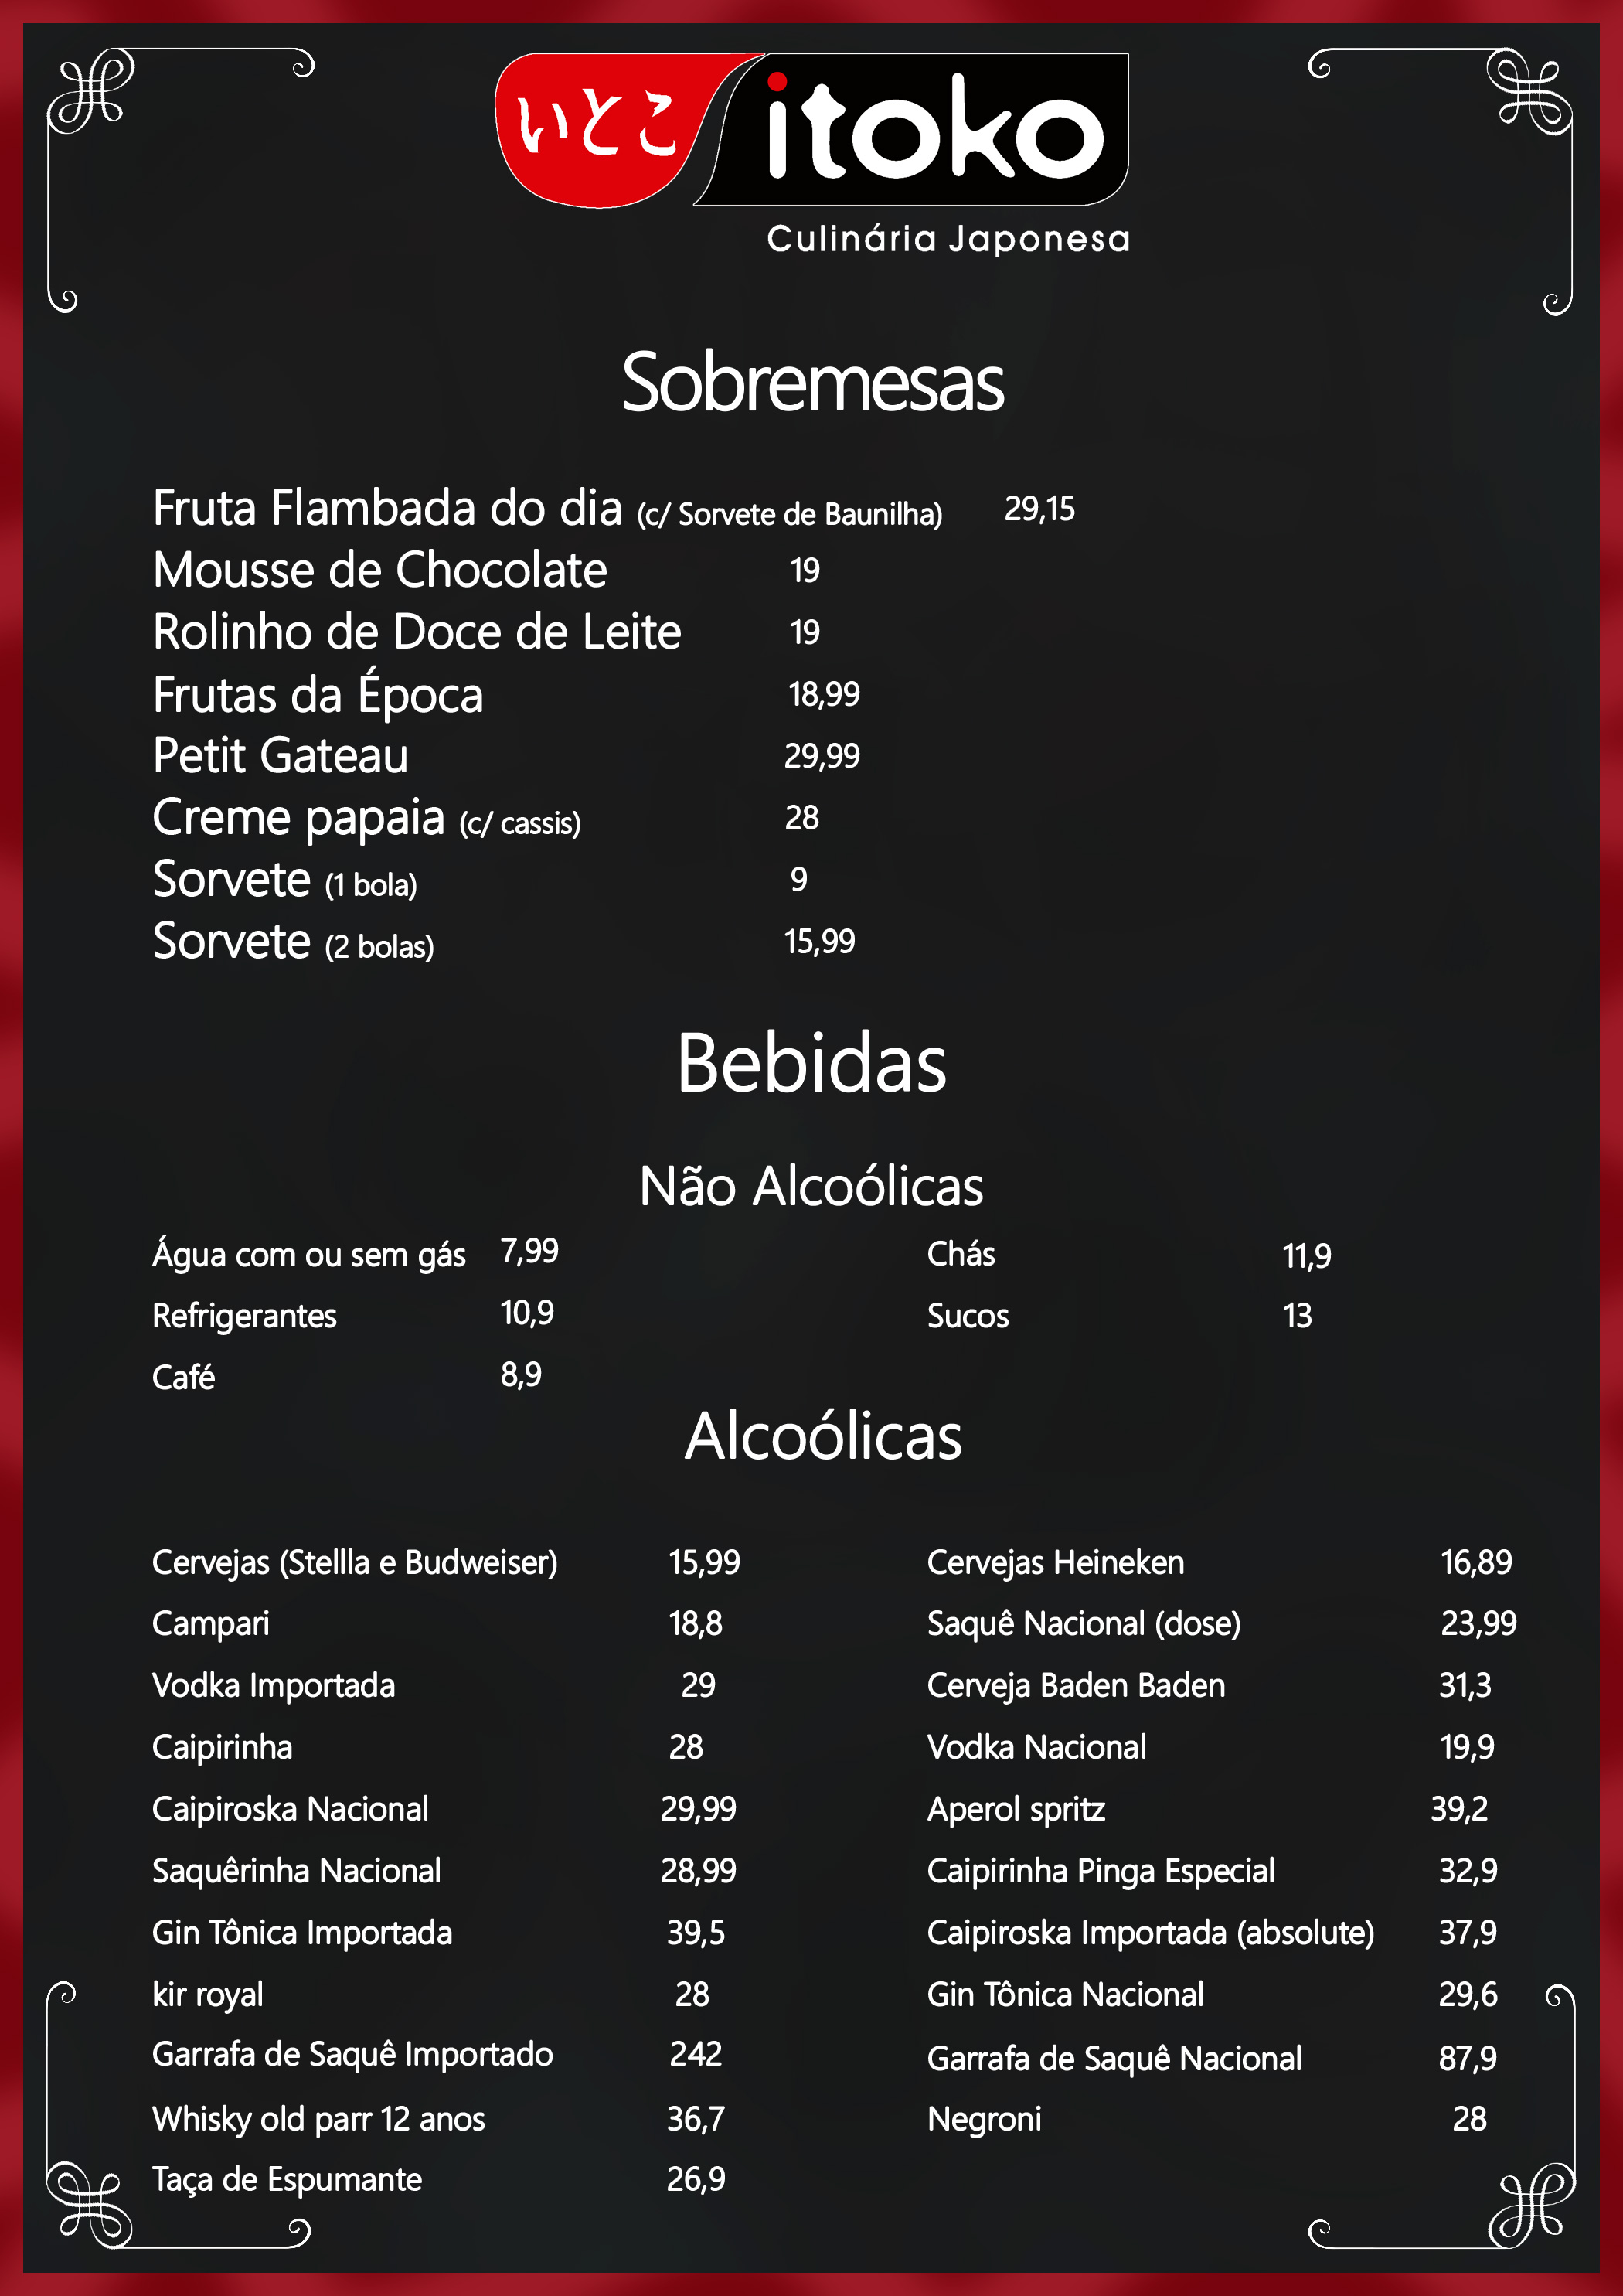 いとこ itoko
Culinária Japonesa
Sobremesas
Fruta Flambada do dia (c/ Sorvete de Baunilha) 29,15
Mousse de Chocolate 19
Rolinho de Doce de Leite 19
Frutas da Época 18,99
Petit Gateau 29,99
Creme papaia (c/ cassis) 28
Sorvete (1 bola) 9
Sorvete (2 bolas) 15,99
Bebidas
Não Alcoólicas
Água com ou sem gás 7,99
Refrigerantes 10,9
Café 8,9
Chás 11,9
Sucos 13
Alcoólicas
Cervejas (Stellla e Budweiser) 15,99
Campari 18,8
Vodka Importada 29
Caipirinha 28
Caipiroska Nacional 29,99
Saquêrinha Nacional 28,99
Gin Tônica Importada 39,5
kir royal 28
Garrafa de Saquê Importado 242
Whisky old parr 12 anos 36,7
Taça de Espumante 26,9
Cervejas Heineken 16,89
Saquê Nacional (dose) 23,99
Cerveja Baden Baden 31,3
Vodka Nacional 19,9
Aperol spritz 39,2
Caipirinha Pinga Especial 32,9
Caipiroska Importada (absolute) 37,9
Gin Tônica Nacional 29,6
Garrafa de Saquê Nacional 87,9
Negroni 28